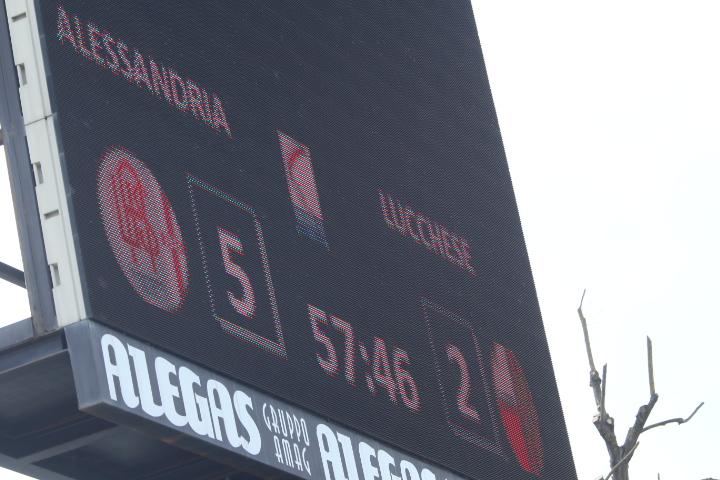 ALESSANDRIA
LUCCHESE
5
57:46
2
ALEGAS
GRUPPO
AMAG
ALEGAS